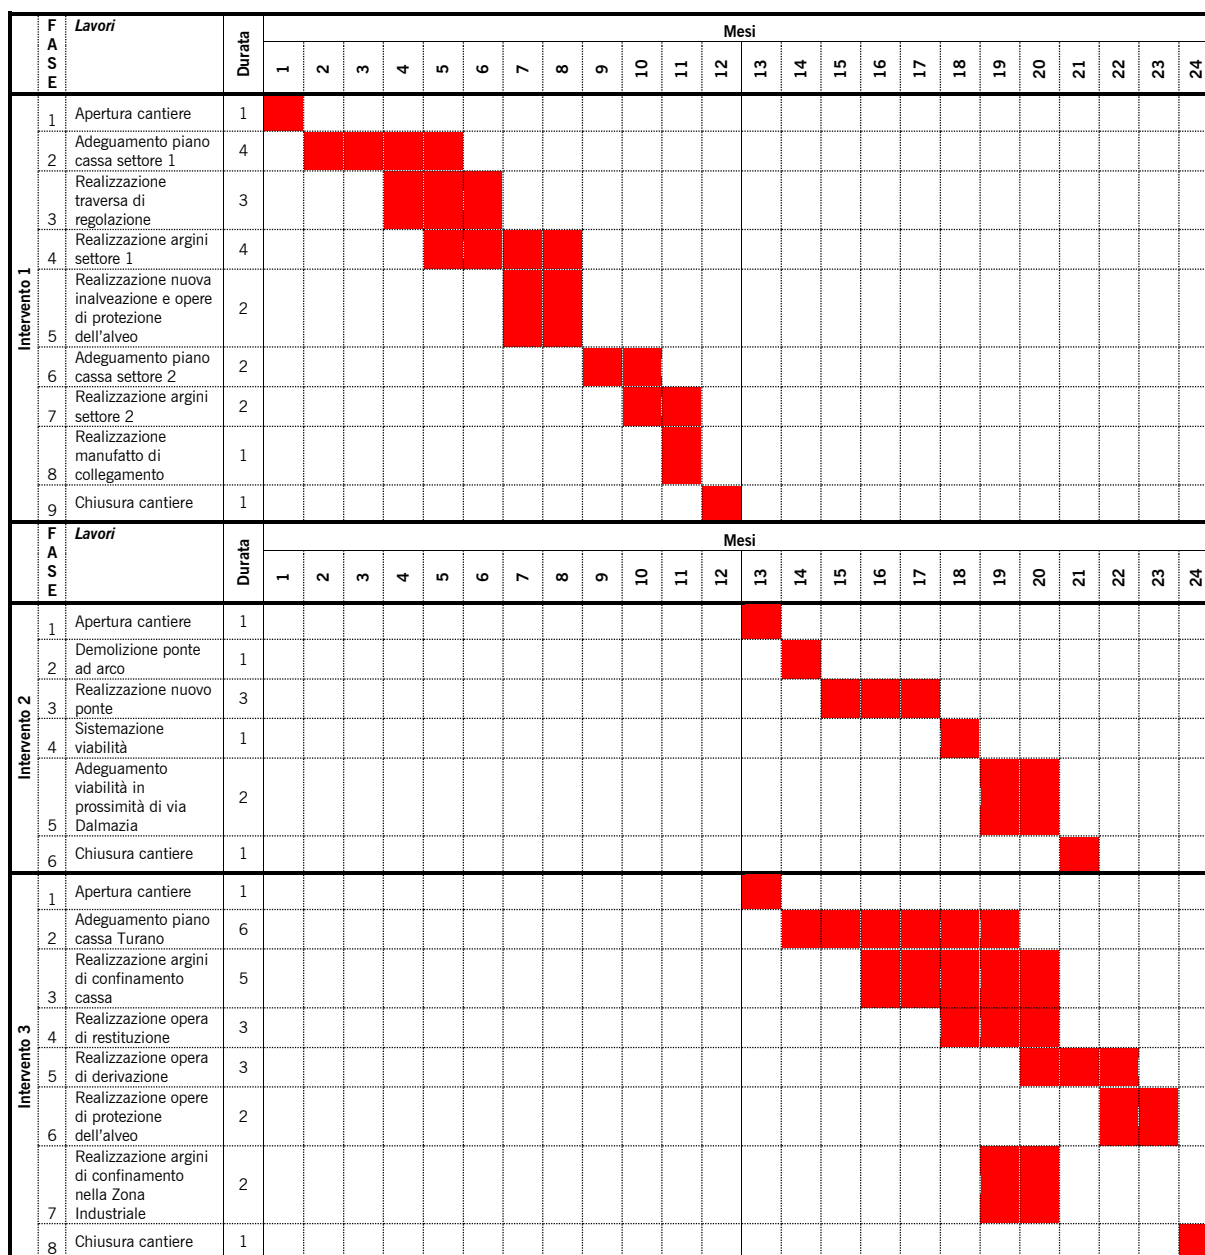 F
A
S
E
Lavori
Durata
Mesi
1 2 3 4 5 6 7 8 9 10 11 12 13 14 15 16 17 18 19 20 21 22 23 24
Intervento 1
1 Apertura cantiere 1
Adeguamento piano
2 cassa settore 1 4
Realizzazione
traversa di 3
3 regolazione
Realizzazione argini
4 settore 1 4
Realizzazione nuova
inalveazione e opere
di protezione 2
5 dell'alveo
Adeguamento piano
6 cassa settore 2 2
Realizzazione argini
7 settore 2 2
Realizzazione
manufatto di 1
8 collegamento
9 Chiusura cantiere 1
F
A
S
E
Lavori
Durata
Mesi
1 2 3 4 5 6 7 8 9 10 11 12 13 14 15 16 17 18 19 20 21 22 23 24
Intervento 2
1 Apertura cantiere 1
Demolizione ponte
2 ad arco 1
Realizzazione nuovo
3 ponte 3
Sistemazione
4 viabilità 1
Adeguamento
viabilità in
prossimità di via 2
5 Dalmazia
6 Chiusura cantiere 1
Intervento 3
1 Apertura cantiere 1
Adeguamento piano
2 cassa Turano 6
Realizzazione argini
di confinamento 5
3 cassa
Realizzazione opera
4 di restituzione 3
Realizzazione opera
5 di derivazione 3
Realizzazione opere
di protezione 2
6 dell'alveo
Realizzazione argini
di confinamento
nella Zona 2
7 Industriale
8 Chiusura cantiere 1